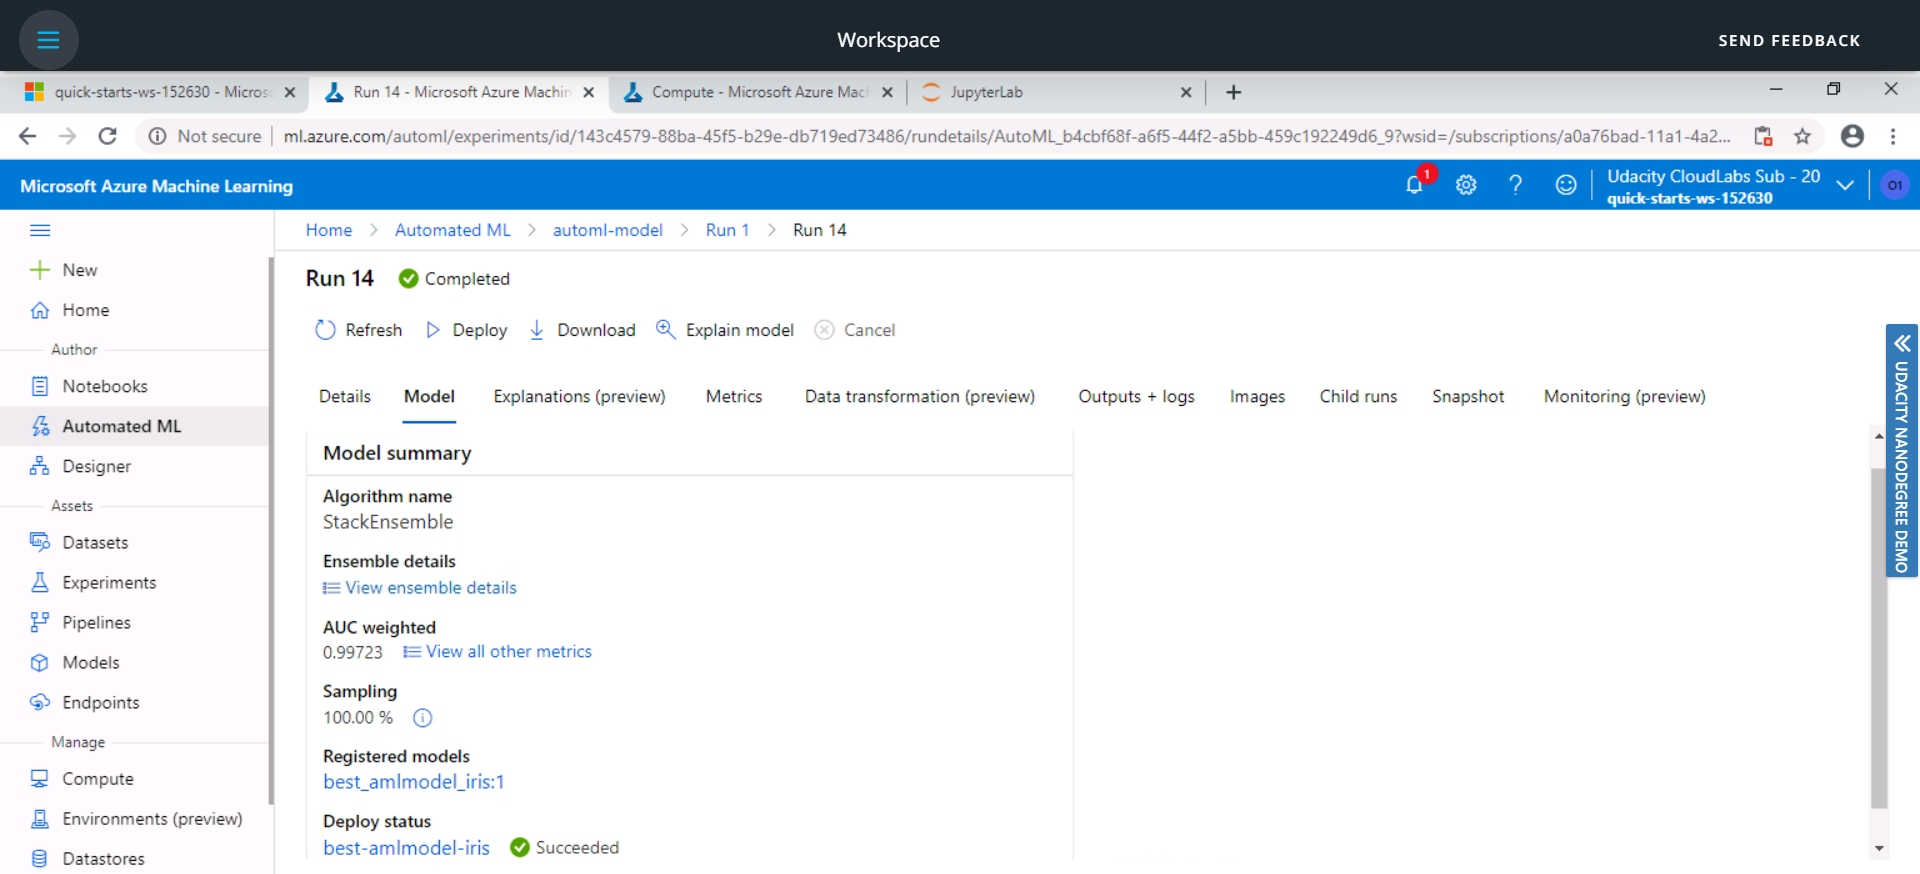 Workspace
SEND FEEDBACK
quick-starts-ws-152630 - Micros
Run 14 - Microsoft Azure Machin
Compute - Microsoft Azure Mach
JupyterLab
Not secure
ml.azure.com/automl/experiments/id/143c4579-88ba-45f5-b29e-db719ed73486/rundetails/AutoML_b4cbf68f-a6f5-44f2-a5bb-459c192249d6_9?wsid=/subscriptions/a0a76bad-11a1-4a2...
Microsoft Azure Machine Learning
1
?
Udacity CloudLabs Sub - 20
quick-starts-ws-152630
O1
Home > Automated ML > automl-model > Run 1 > Run 14
New
Home
Author
Notebooks
Automated ML
Designer
Assets
Datasets
Experiments
Pipelines
Models
Endpoints
Manage
Compute
Environments (preview)
Datastores
Run 14
Completed
Refresh
Deploy
Download
Explain model
Cancel
Details
Model
Explanations (preview)
Metrics
Data transformation (preview)
Outputs + logs
Images
Child runs
Snapshot
Monitoring (preview)
Model summary
Algorithm name
StackEnsemble
Ensemble details
View ensemble details
AUC weighted
0.99723 View all other metrics
Sampling
100.00 %
Registered models
best_amlmodel_iris:1
Deploy status
best-amlmodel-iris Succeeded
UDACITY NANODEGREE DEMO